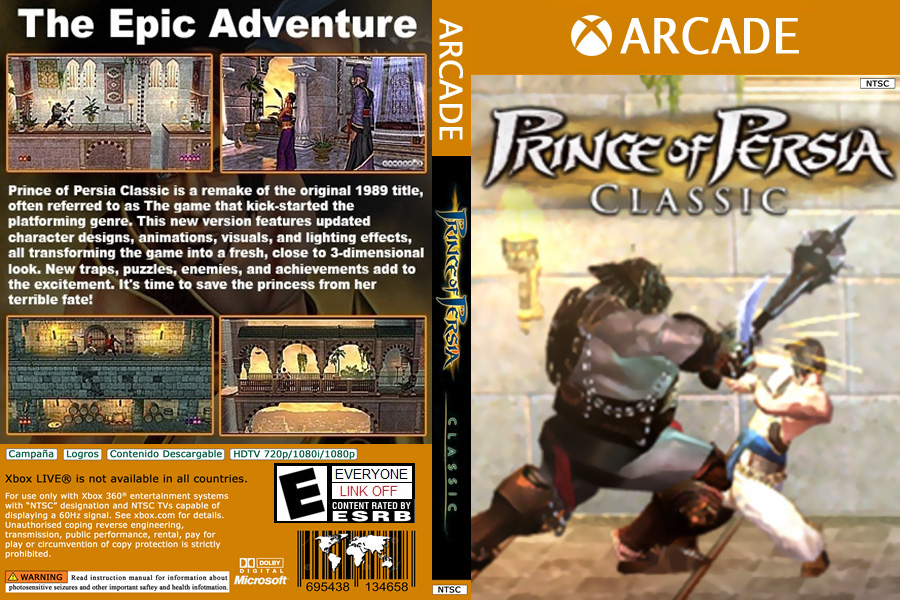 The Epic Adventure
Prince of Persia Classic is a remake of the original 1989 title,
often referred to as The game that kick-started the
platforming genre. This new version features updated
character designs, animations, visuals, and lighting effects,
all transforming the game into a fresh, close to 3-dimensional
look. New traps, puzzles, enemies, and achievements add to
the excitement. It's time to save the princess from her
terrible fate!
Campaña Logros Contenido Descargable HDTV 720p/1080i/1080p
Xbox LIVE® is not available in all countries.
For use only with Xbox 360® entertainment systems
with "NTSC" designation and NTSC TVs capable of
displaying a 60Hz signal. See xbox.com for details.
Unauthorised coping reverse engineering,
transmission, public performance, rental, pay for
play or circumvention of copy protection is strictly
prohibited.
WARNING Read instruction manual for information about
photosensitive seizures and other important saftey and health infotmation.
E
EVERYONE
LINK OFF
CONTENT RATED BY
ESRB
DOLBY
DIGITAL
Microsoft
695438 134658
ARCADE
PRINCE OF PERSIA
CLASSIC
NTSC
ARCADE
NTSC
PRINCE OF PERSIA
CLASSIC